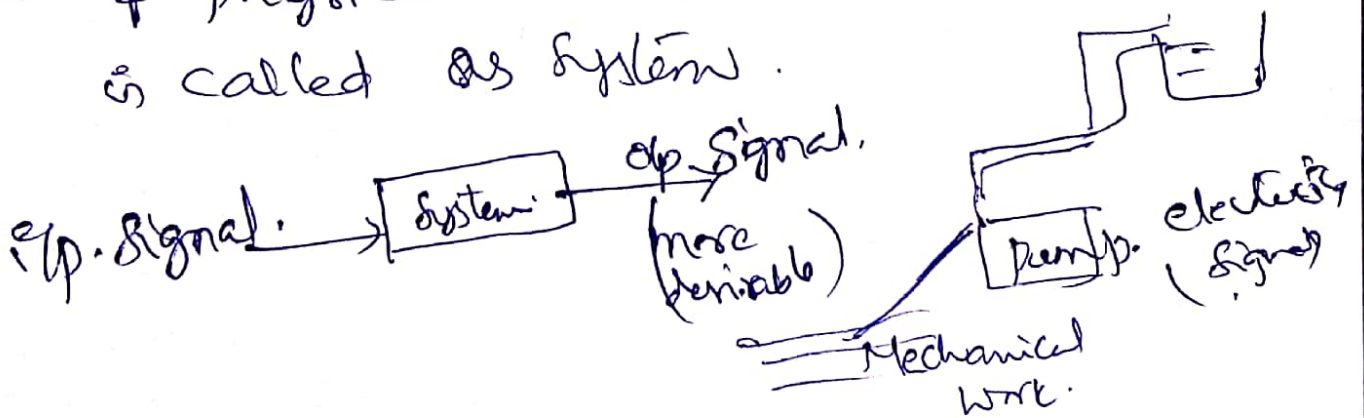 is called as System.
i/p. Signal.
System.
o/p. Signal.
(more
desirable)
Pump.
electricity
(Signal)
Mechanical
work.